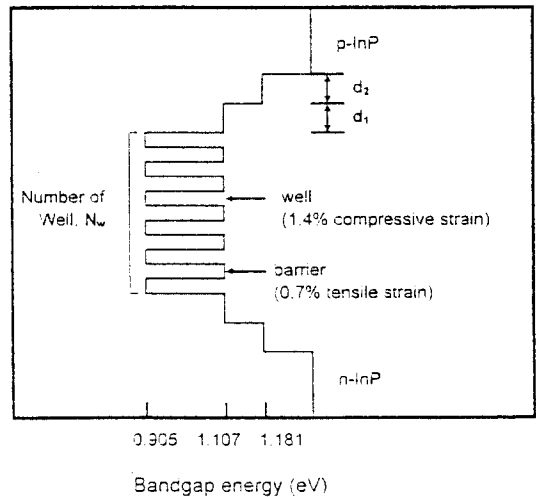 p-InP
d₂
d₁
Number of
Well, N_w
well
(1.4% compressive strain)
barrier
(0.7% tensile strain)
n-InP
0.905 1.107 1.181
Bandgap energy (eV)